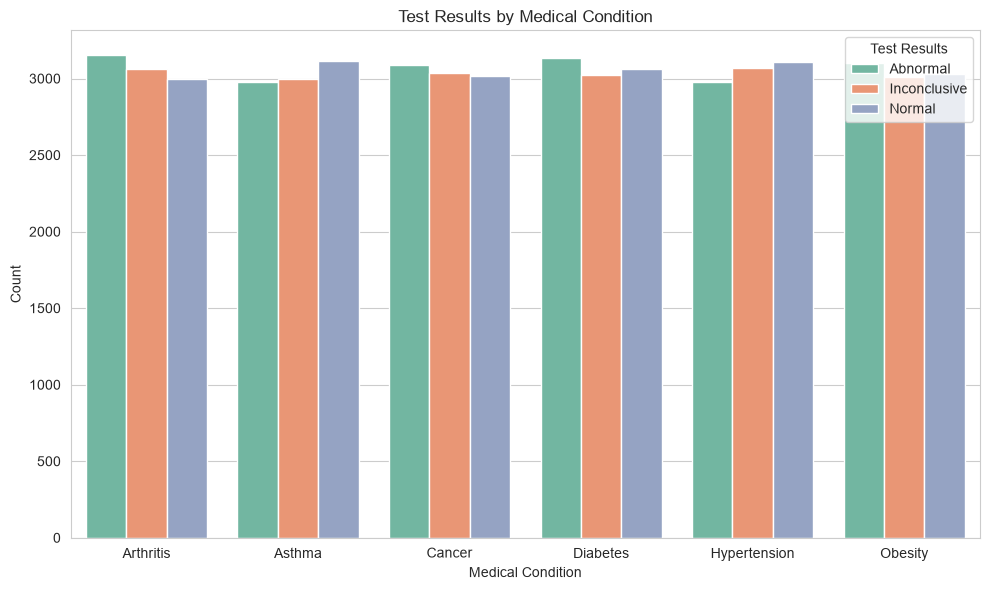 Test Results by Medical Condition
Test Results
Abnormal
Inconclusive
Normal
3000
2500
2000
1500
1000
500
0
Count
Arthritis Asthma Cancer Diabetes Hypertension Obesity
Medical Condition